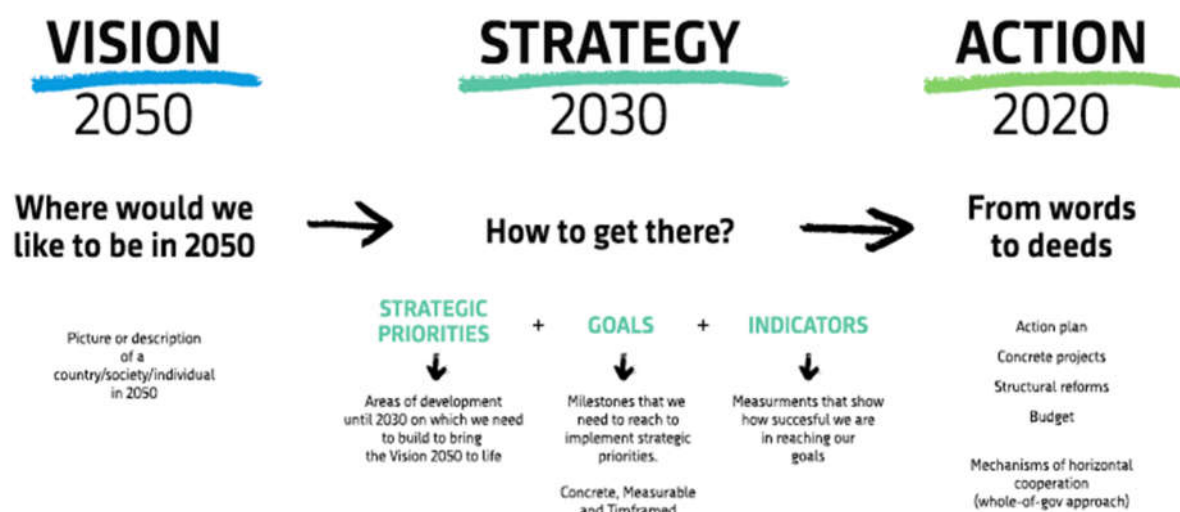 VISION
2050
Where would we
like to be in 2050
Picture or description
of a
country/society/individual
in 2050
STRATEGY
2030
How to get there?
STRATEGIC
PRIORITIES
+
GOALS
+
INDICATORS
Areas of development
until 2030 on which we need
to build to bring
the Vision 2050 to life
Milestones that we
need to reach to
implement strategic
priorities.
Concrete, Measurable
and Timframed
Measurments that show
how succesful we are
in reaching our
goals
ACTION
2020
From words
to deeds
Action plan
Concrete projects
Structural reforms
Budget
Mechanisms of horizontal
cooperation
(whole-of-gov approach)